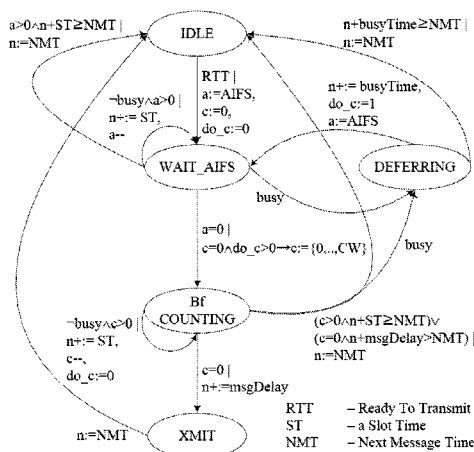 a>0∧n+ST≥NMT |
n:=NMT
IDLE
n+busyTime≥NMT |
n:=NMT
RTT |
a:=AIFS,
c:=0,
do_c:=0
¬busy∧a>0 |
n+:= ST,
a--
n+:= busyTime,
do_c:=1
a:=AIFS
WAIT_AIFS
DEFERRING
busy
a=0 |
c=0∧do_c>0→c:={0,..,CW}
busy
Bf
COUNTING
¬busy∧c>0 |
n+:= ST,
c--,
do_c:=0
(c>0∧n+ST≥NMT)∨
(c=0∧n+msgDelay>NMT) |
n:=NMT
c=0 |
n+:=msgDelay
n:=NMT
XMIT
RTT – Ready To Transmit
ST – a Slot Time
NMT – Next Message Time